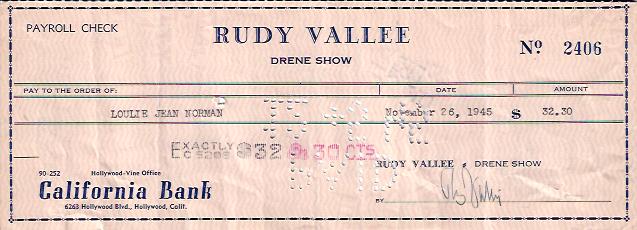 PAYROLL CHECK
RUDY VALLEE
DRENE SHOW
Nº 2406
PAY TO THE ORDER OF: DATE AMOUNT
LOULIE JEAN NORMAN November 26, 1945 $ 32.30
EXACTLY $32 30 CTS
RUDY VALLEE - DRENE SHOW
90-252 Hollywood-Vine Office
California Bank
6263 Hollywood Blvd., Hollywood, Calif.
BY